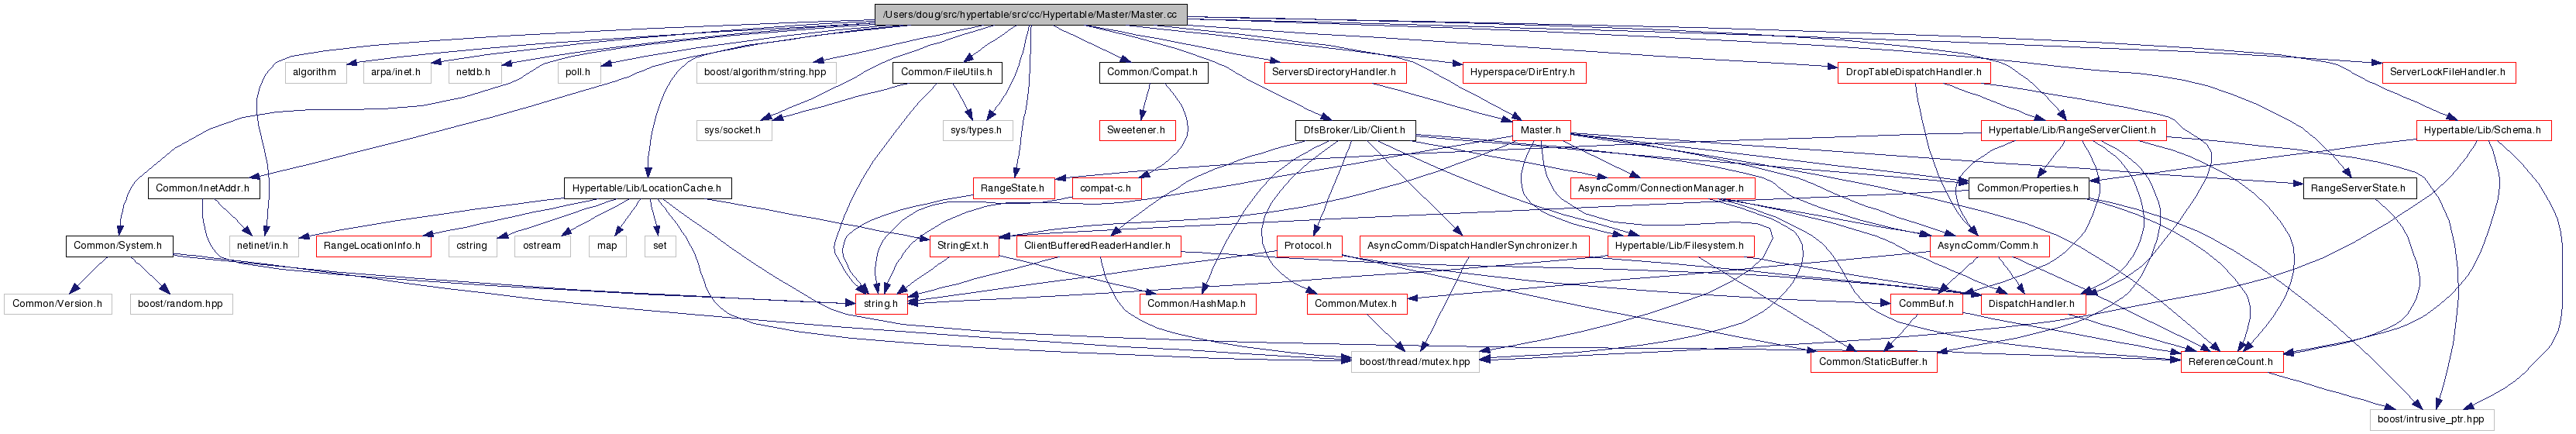 /Users/doug/src/hypertable/src/cc/Hypertable/Master/Master.cc
algorithm
arpa/inet.h
netdb.h
poll.h
boost/algorithm/string.hpp
Common/FileUtils.h
Common/Compat.h
ServersDirectoryHandler.h
Hyperspace/DirEntry.h
DropTableDispatchHandler.h
ServerLockFileHandler.h
sys/socket.h
sys/types.h
Sweetener.h
DfsBroker/Lib/Client.h
Master.h
Hypertable/Lib/RangeServerClient.h
Hypertable/Lib/Schema.h
Common/InetAddr.h
Hypertable/Lib/LocationCache.h
RangeState.h
compat-c.h
AsyncComm/ConnectionManager.h
Common/Properties.h
RangeServerState.h
Common/System.h
netinet/in.h
RangeLocationInfo.h
cstring
ostream
map
set
StringExt.h
ClientBufferedReaderHandler.h
Protocol.h
AsyncComm/DispatchHandlerSynchronizer.h
Hypertable/Lib/Filesystem.h
AsyncComm/Comm.h
Common/Version.h
boost/random.hpp
string.h
Common/HashMap.h
Common/Mutex.h
CommBuf.h
DispatchHandler.h
boost/thread/mutex.hpp
Common/StaticBuffer.h
ReferenceCount.h
boost/intrusive_ptr.hpp